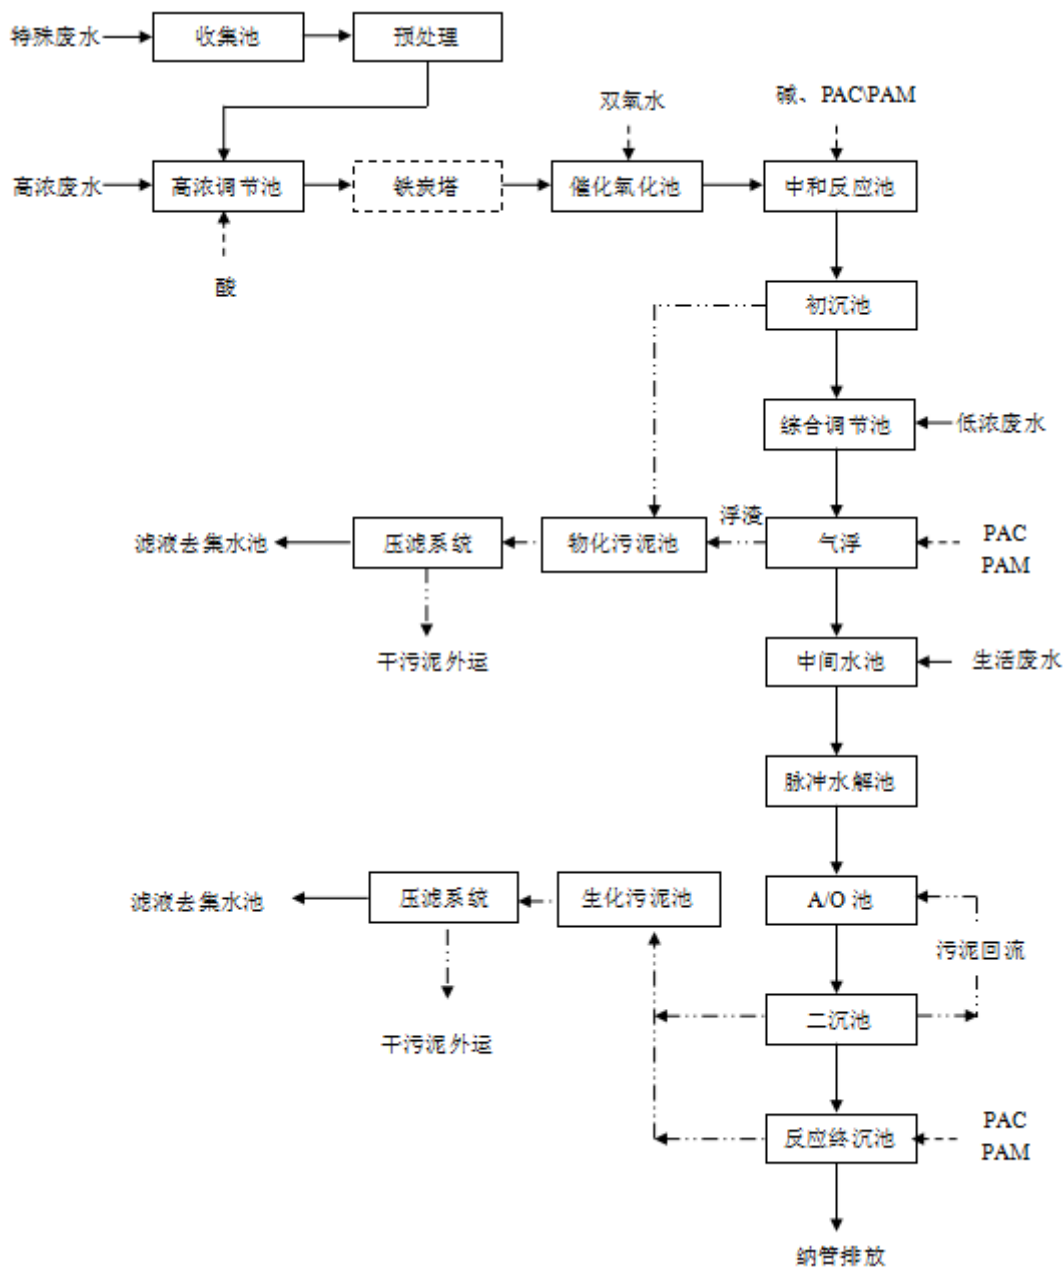 特殊废水
收集池
预处理
双氧水
碱、PAC\PAM
高浓废水
高浓调节池
铁炭塔
催化氧化池
中和反应池
酸
初沉池
综合调节池
低浓废水
滤液去集水池
压滤系统
物化污泥池
浮渣
气浮
PAC
PAM
干污泥外运
中间水池
生活废水
脉冲水解池
滤液去集水池
压滤系统
生化污泥池
A/O 池
污泥回流
二沉池
干污泥外运
反应终沉池
PAC
PAM
纳管排放